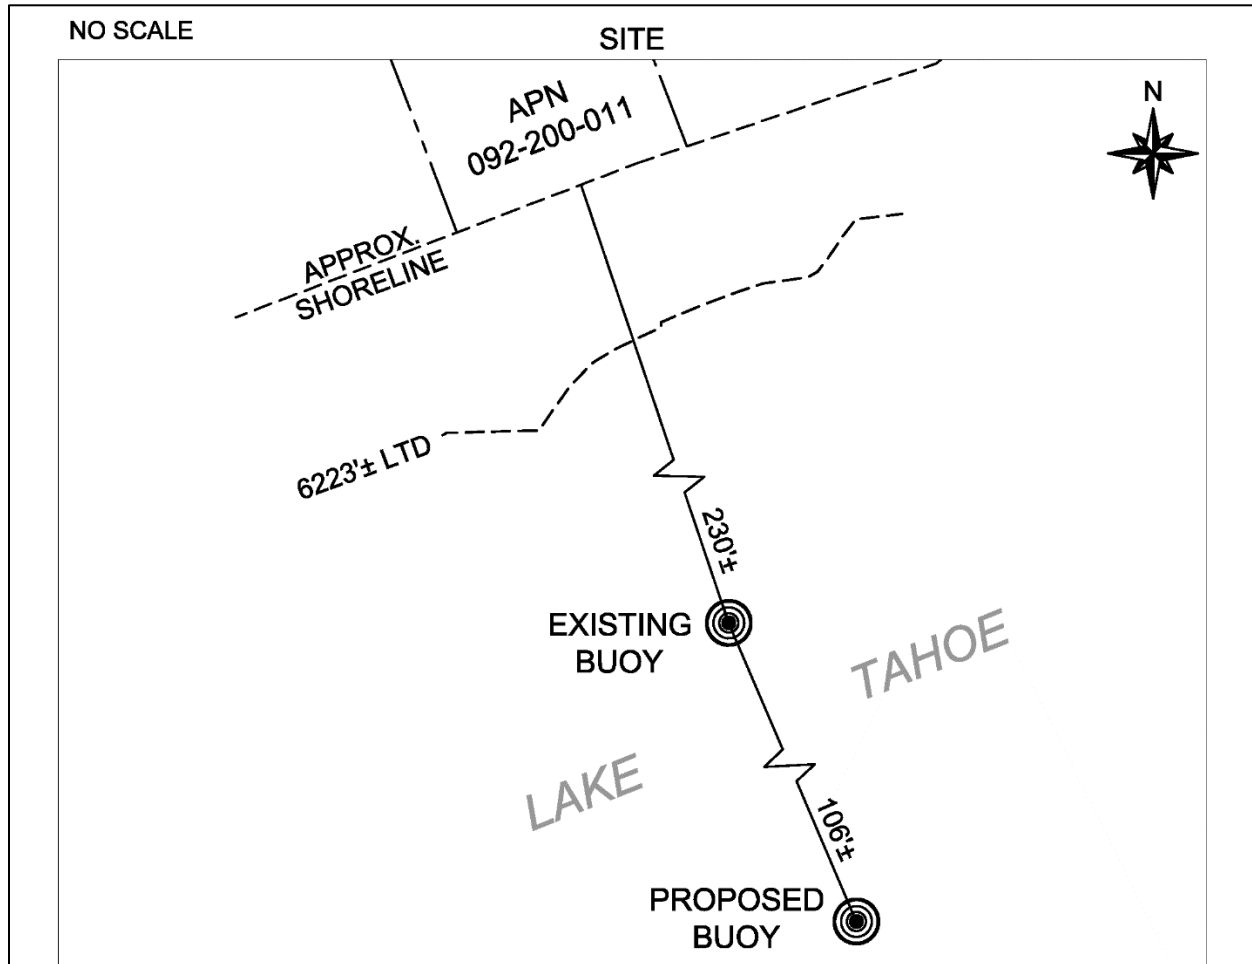 NO SCALE
SITE
APN
092-200-011
N
APPROX.
SHORELINE
6223'± LTD
230'±
EXISTING
BUOY
TAHOE
LAKE
106'±
PROPOSED
BUOY